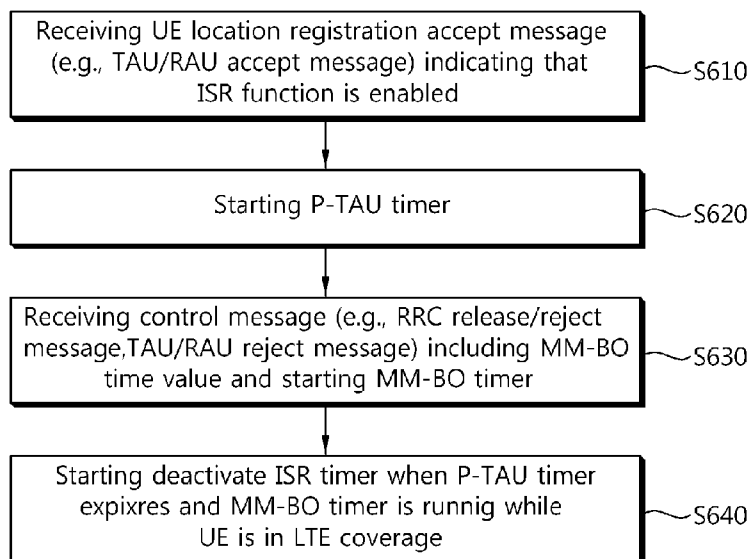 Receiving UE location registration accept message
(e.g., TAU/RAU accept message) indicating that
ISR function is enabled
S610
Starting P-TAU timer
S620
Receiving control message (e.g., RRC release/reject
message,TAU/RAU reject message) including MM-BO
time value and starting MM-BO timer
S630
Starting deactivate ISR timer when P-TAU timer
expixres and MM-BO timer is runnig while
UE is in LTE coverage
S640